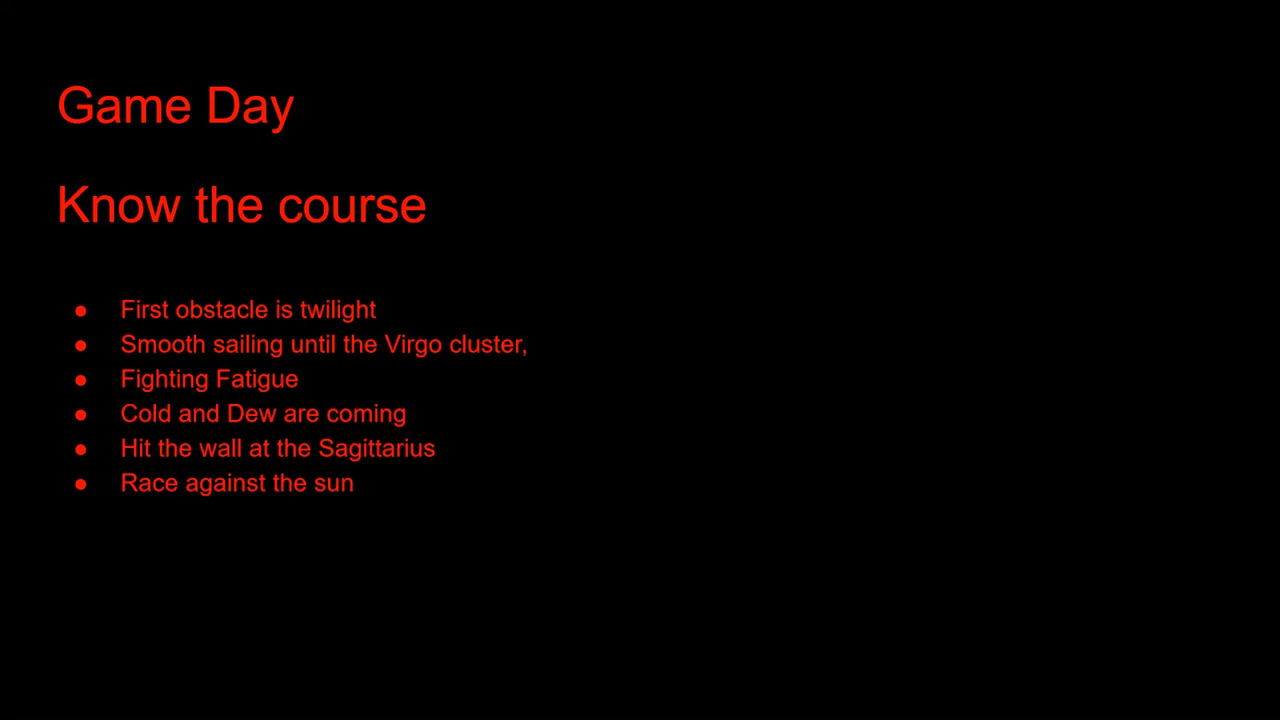 Game Day
Know the course
● First obstacle is twilight
● Smooth sailing until the Virgo cluster,
● Fighting Fatigue
● Cold and Dew are coming
● Hit the wall at the Sagittarius
● Race against the sun